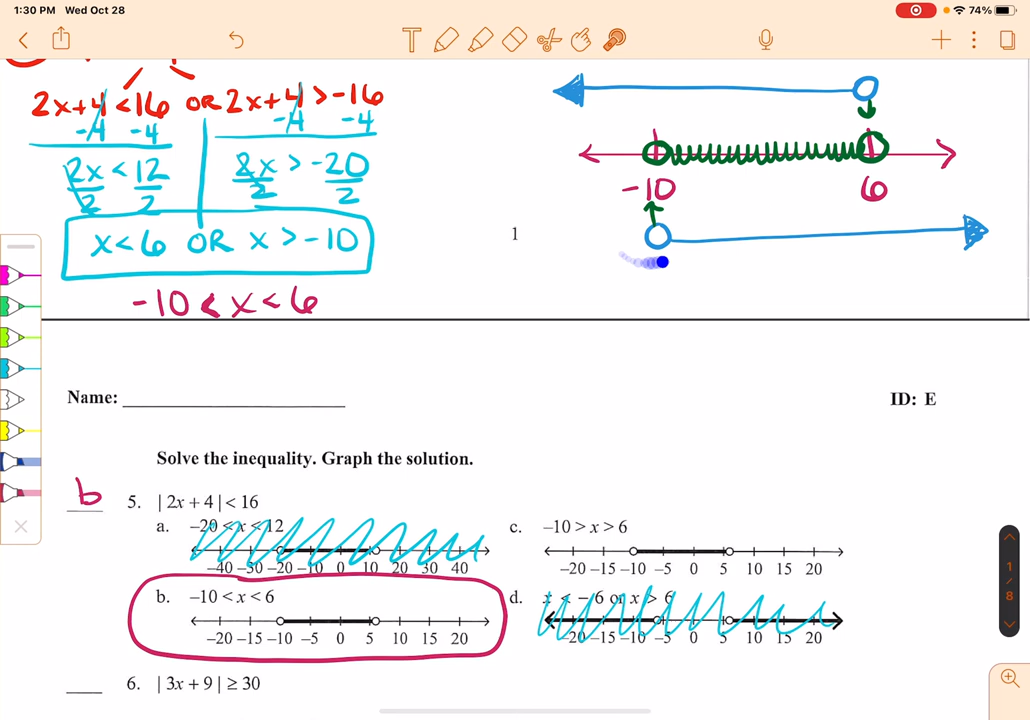 1:30 PM Wed Oct 28 74%
T
2x+4 < 16 OR 2x+4 > -16
-4 -4 -4 -4
2x < 12 2x > -20
2 2 2 2
x < 6 OR x > -10
-10 < x < 6
-10 6
1
Name: ____________________
ID: E
Solve the inequality. Graph the solution.
b 5. | 2x + 4 | < 16
a. −20 < x < 12
−40 −30 −20 −10 0 10 20 30 40
b. −10 < x < 6
−20 −15 −10 −5 0 5 10 15 20
c. −10 > x > 6
−20 −15 −10 −5 0 5 10 15 20
d. x < −6 or x > 6
−20 −15 −10 −5 0 5 10 15 20
____ 6. | 3x + 9 | ≥ 30
1
8